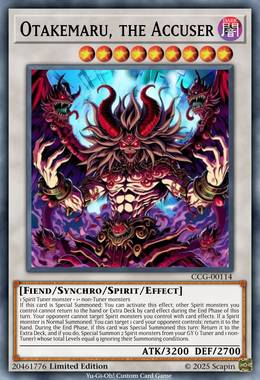 OTAKEMARU, THE ACCUSER
DARK
CCG-00114
[FIEND/SYNCHRO/SPIRIT/EFFECT]
1 Spirit Tuner monster + 1+ non-Tuner monsters
If this card is Special Summoned: You can activate this effect; other Spirit monsters you
control cannot return to the hand or Extra Deck by card effect during the End Phase of this
turn. Your opponent cannot target Spirit monsters you control with card effects. If a Spirit
monster is Normal Summoned: You can target 1 card your opponent controls; return it to the
hand. During the End Phase, if this card was Special Summoned this turn: Return it to the
Extra Deck, and if you do, Special Summon 2 Spirit monsters from your GY (1 Tuner and 1 non-
Tuner) whose total Levels equal 9 ignoring their Summoning conditions.
ATK/3200 DEF/2700
20461776 LIMITED EDITION
© 2025 Scapin
Yu-Gi-Oh! Custom Card Game